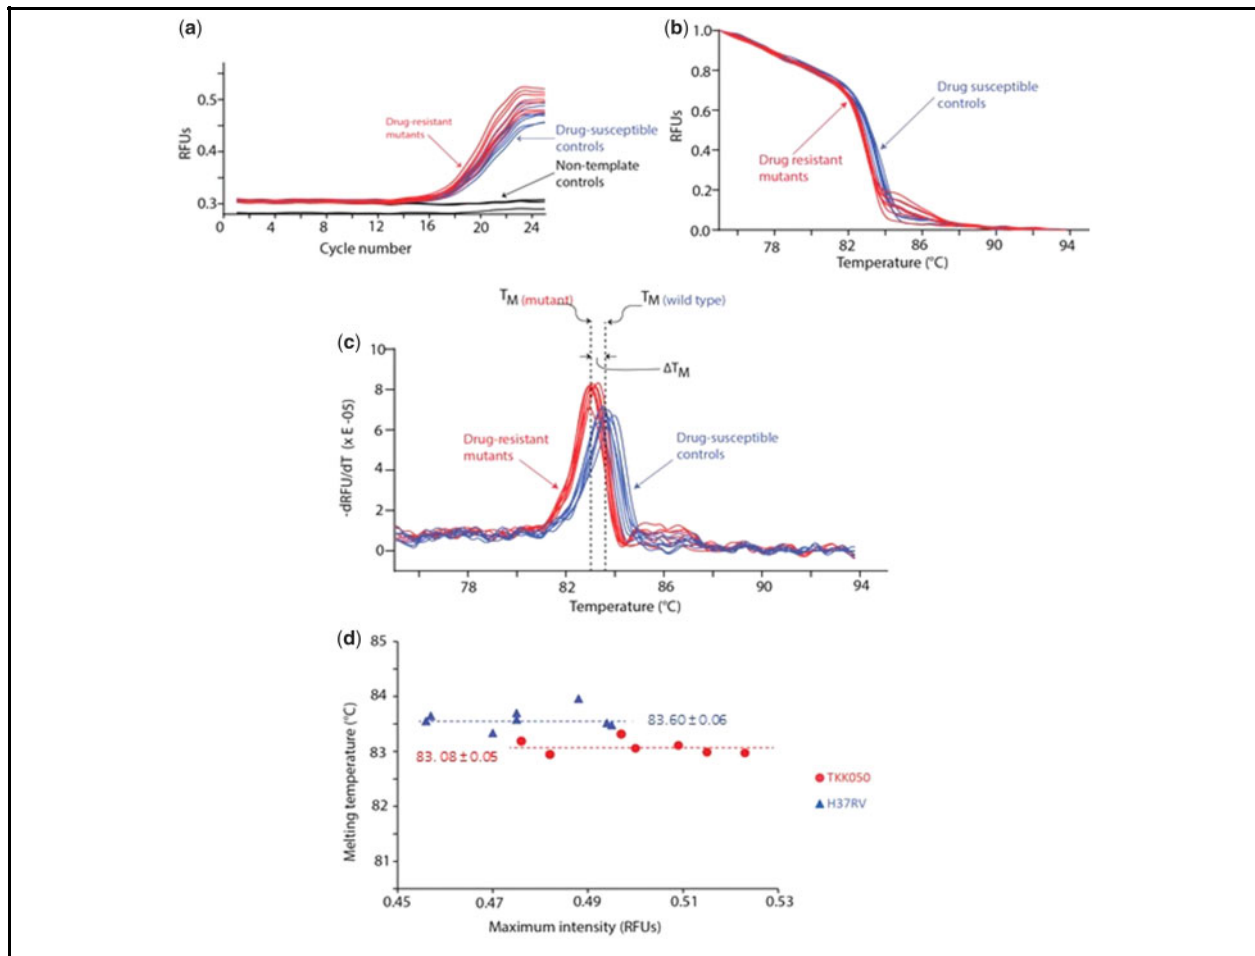 (a)
RFUs
0.5
0.4
0.3
Drug-resistant
mutants
Drug-susceptible
controls
Non-template
controls
0 4 8 12 16 20 24
Cycle number
(b)
RFUs
1.0
0.8
0.6
0.4
0.2
0.0
Drug susceptible
controls
Drug resistant
mutants
78 82 86 90 94
Temperature (°C)
TM (mutant) TM (wild type)
ΔTM
(c)
-dRFU/dT (x E -05)
10
8
6
4
2
0
Drug-resistant
mutants
Drug-susceptible
controls
78 82 86 90 94
Temperature (°C)
(d)
Melting temperature (°C)
85
84
83
82
81
83.60 ± 0.06
83. 08 ± 0.05
TKK050
H37RV
0.45 0.47 0.49 0.51 0.53
Maximum intensity (RFUs)